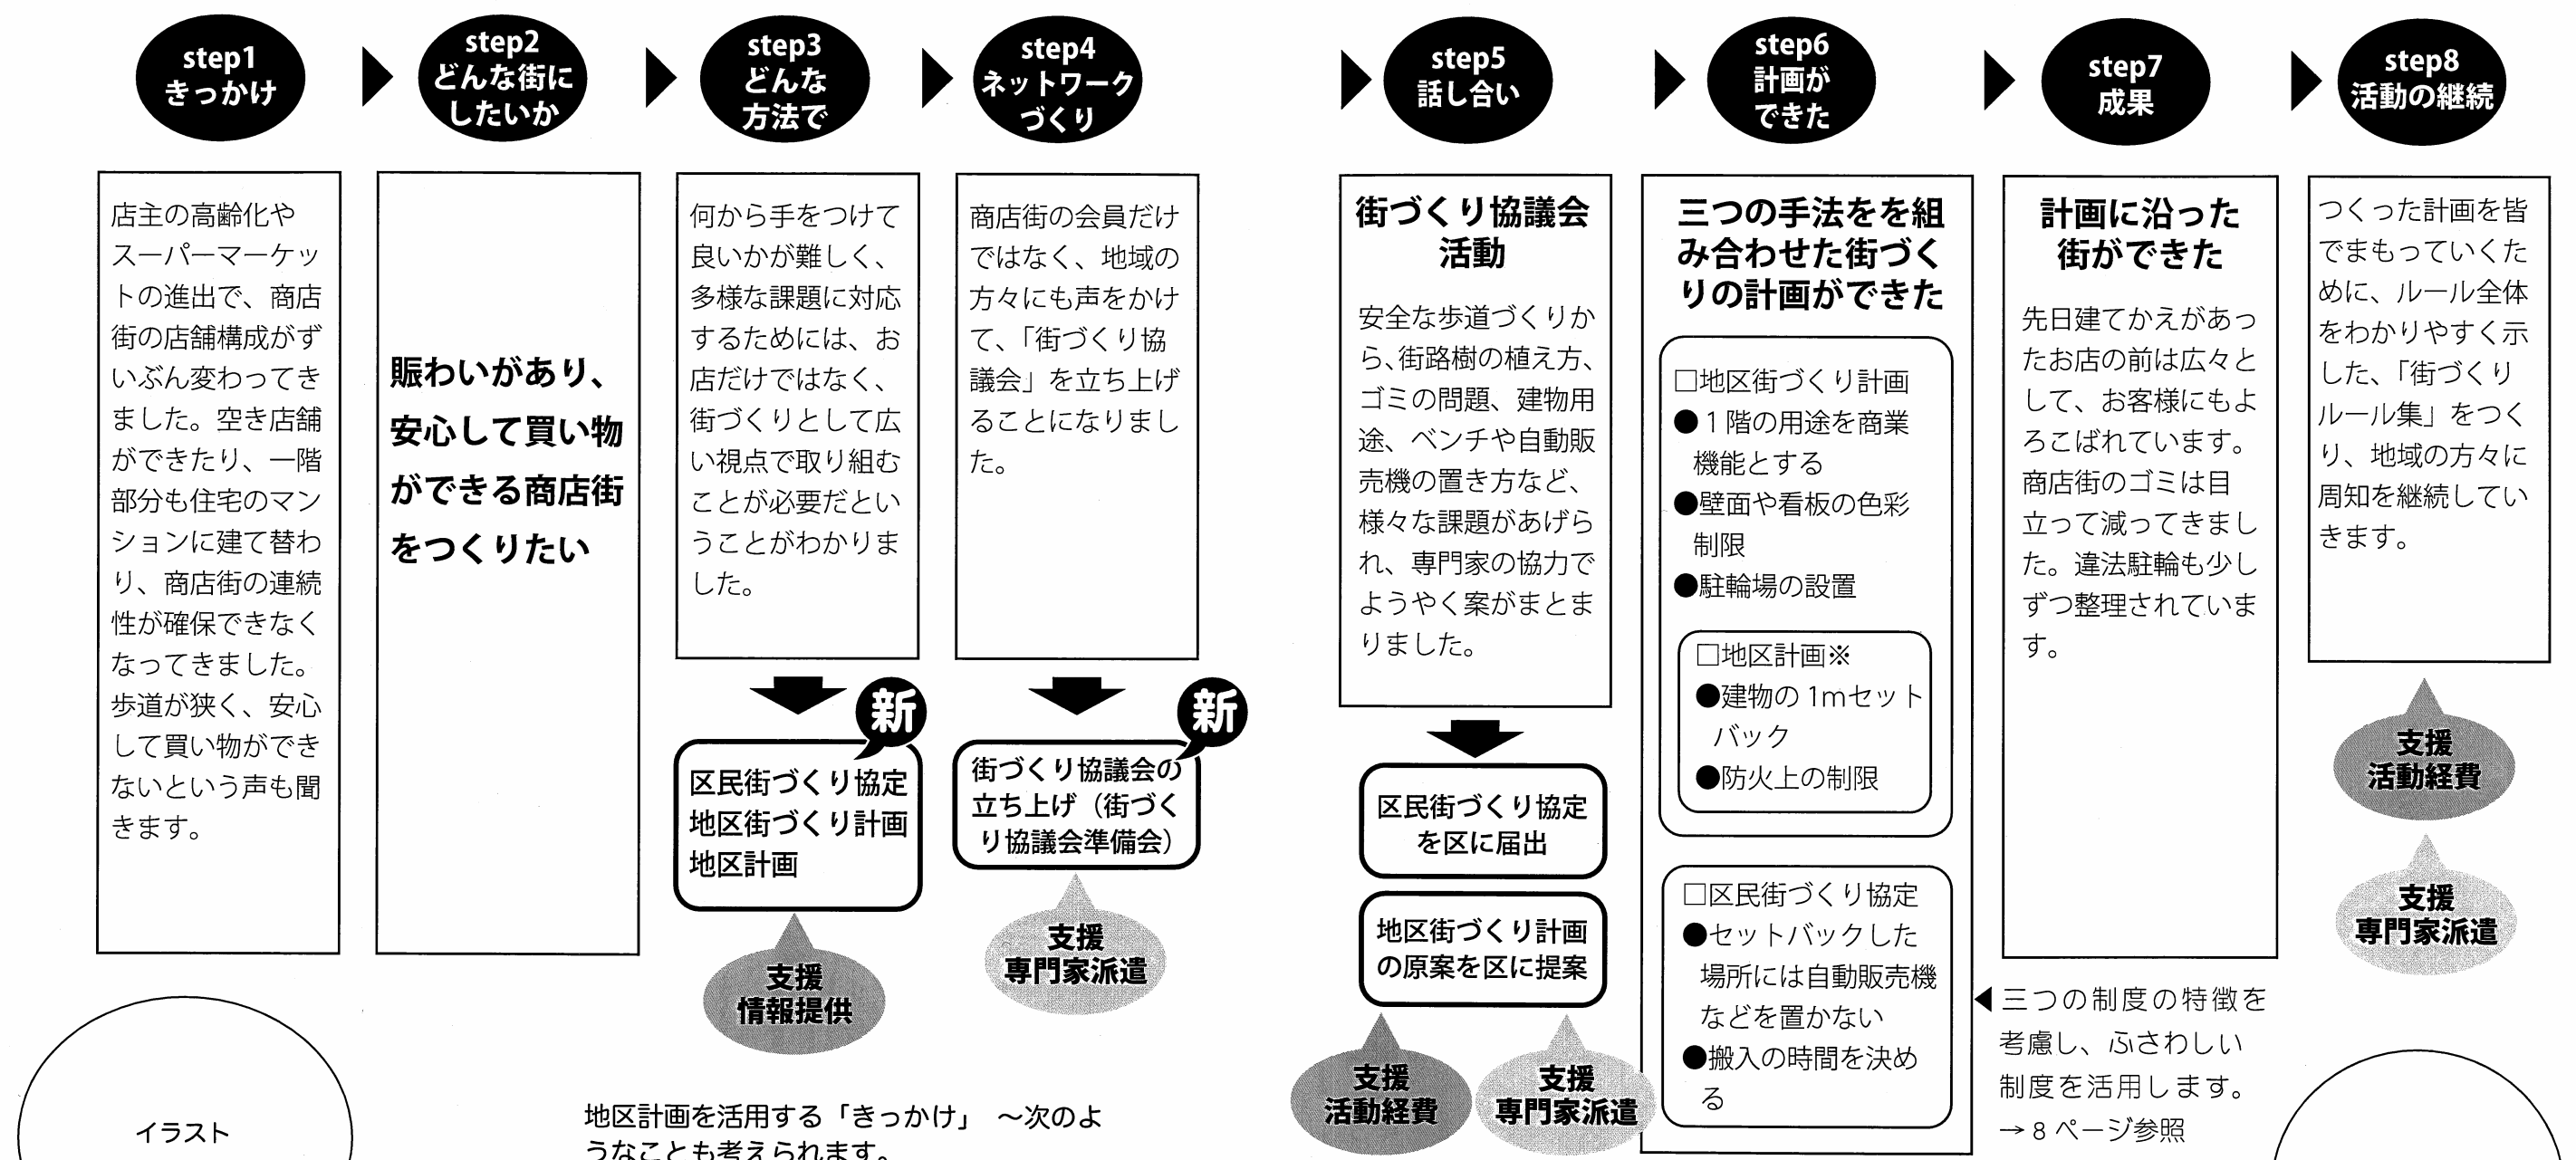 step1
きっかけ
step2
どんな街に
したいか
step3
どんな
方法で
step4
ネットワーク
づくり
step5
話し合い
step6
計画が
できた
step7
成果
step8
活動の継続
店主の高齢化や
スーパーマーケッ
トの進出で、商店
街の店舗構成がず
いぶん変わってき
ました。空き店舗
ができたり、一階
部分も住宅のマン
ションに建て替わ
り、商店街の連続
性が確保できなく
なってきました。
歩道が狭く、安心
して買い物ができ
ないという声も聞
きます。
賑わいがあり、
安心して買い物
ができる商店街
をつくりたい
何から手をつけて
良いかが難しく、
多様な課題に対応
するためには、お
店だけではなく、
街づくりとして広
い視点で取り組む
ことが必要だとい
うことがわかりま
した。
新
区民街づくり協定
地区街づくり計画
地区計画
支援
情報提供
商店街の会員だけ
ではなく、地域の
方々にも声をかけ
て、「街づくり協
議会」を立ち上げ
ることになりまし
た。
新
街づくり協議会の
立ち上げ（街づく
り協議会準備会）
支援
専門家派遣
街づくり協議会
活動
安全な歩道づくりか
ら、街路樹の植え方、
ゴミの問題、建物用
途、ベンチや自動販
売機の置き方など、
様々な課題があげら
れ、専門家の協力で
ようやく案がまとま
りました。
区民街づくり協定
を区に届出
地区街づくり計画
の原案を区に提案
支援
活動経費
支援
専門家派遣
三つの手法をを組
み合わせた街づく
りの計画ができた
□地区街づくり計画
●１階の用途を商業
機能とする
●壁面や看板の色彩
制限
●駐輪場の設置
□地区計画※
●建物の 1mセット
バック
●防火上の制限
□区民街づくり協定
●セットバックした
場所には自動販売機
などを置かない
●搬入の時間を決め
る
計画に沿った
街ができた
先日建てかえがあっ
たお店の前は広々と
して、お客様にもよ
ろこばれています。
商店街のゴミは目
立って減ってきまし
た。違法駐輪も少し
ずつ整理されていま
す。
◀三つの制度の特徴を
考慮し、ふさわしい
制度を活用します。
→８ページ参照
つくった計画を皆
でまもっていくた
めに、ルール全体
をわかりやすく示
した、「街づくり
ルール集」をつく
り、地域の方々に
周知を継続してい
きます。
支援
活動経費
支援
専門家派遣
イラスト
地区計画を活用する「きっかけ」 ～次のよ
うなことも考えられます。